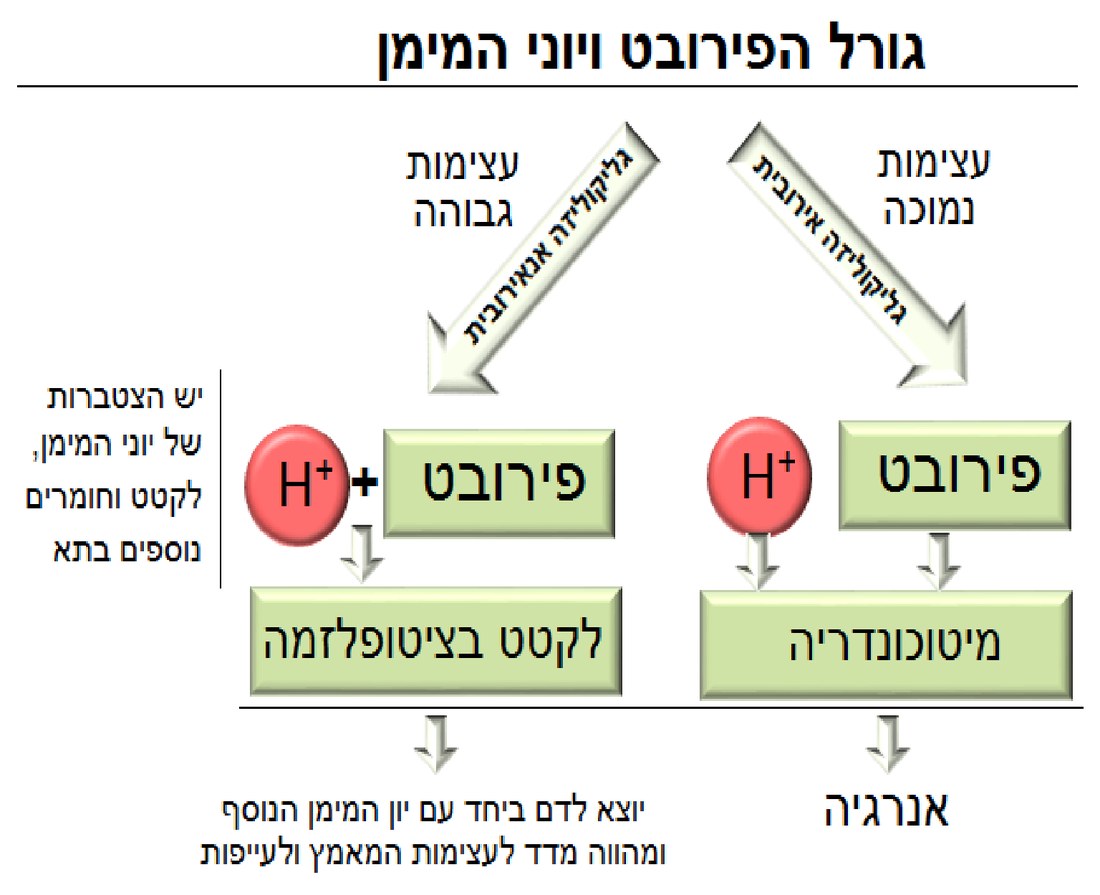 גורל הפירובט ויוני המימן
עצימות
נמוכה
גליקוליזה אירובית
עצימות
גבוהה
גליקוליזה אנאירובית
פירובט
H+
מיטוכונדריה
אנרגיה
פירובט
+
H+
לקטט בציטופלזמה
יש הצטברות
של יוני המימן,
לקטט וחומרים
נוספים בתא
יוצא לדם ביחד עם יון המימן הנוסף
ומהווה מדד לעצימות המאמץ ולעייפות